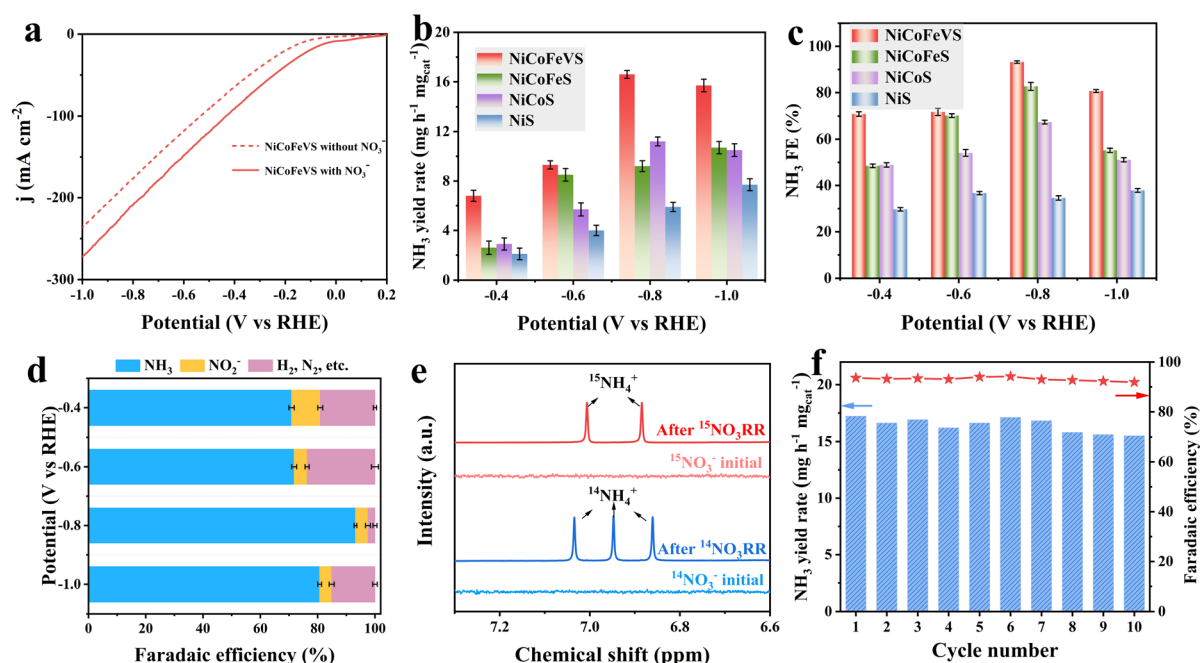 a
0
-100
-200
-300
-1.0 -0.8 -0.6 -0.4 -0.2 0.0 0.2
j (mA cm⁻²)
Potential (V vs RHE)
NiCoFeVS without NO₃⁻
NiCoFeVS with NO₃⁻
b
NiCoFeVS
NiCoFeS
NiCoS
NiS
20
16
12
8
4
0
-0.4 -0.6 -0.8 -1.0
NH₃ yield rate (mg h⁻¹ mg꜀ₐₜ⁻¹)
Potential (V vs RHE)
c
NiCoFeVS
NiCoFeS
NiCoS
NiS
100
80
60
40
20
0
-0.4 -0.6 -0.8 -1.0
NH₃ FE (%)
Potential (V vs RHE)
d
NH₃ NO₂⁻ H₂, N₂, etc.
-0.4
-0.6
-0.8
-1.0
0 20 40 60 80 100
Potential (V vs RHE)
Faradaic efficiency (%)
e
¹⁵NH₄⁺
After ¹⁵NO₃RR
¹⁵NO₃⁻ initial
¹⁴NH₄⁺
After ¹⁴NO₃RR
¹⁴NO₃⁻ initial
7.2 7.0 6.8 6.6
Intensity (a.u.)
Chemical shift (ppm)
f
20
15
10
5
0
1 2 3 4 5 6 7 8 9 10
100
80
60
40
20
0
NH₃ yield rate (mg h⁻¹ mg꜀ₐₜ⁻¹)
Cycle number
Faradaic efficiency (%)